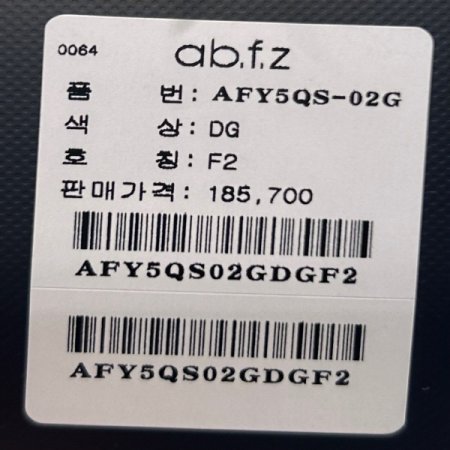 0064 ab.f.z
품 번: AFY5QS-02G
색 상: DG
호 칭: F2
판매가격: 185,700
AFY5QS02GDGF2
AFY5QS02GDGF2